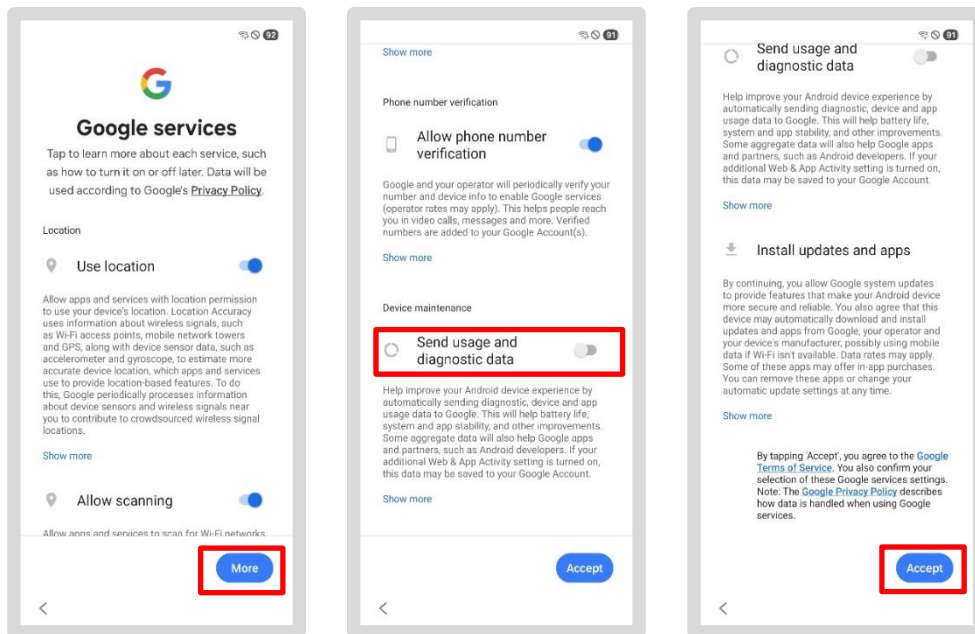 92
Google services
Tap to learn more about each service, such
as how to turn it on or off later. Data will be
used according to Google's Privacy Policy.
Location
Use location
Allow apps and services with location permission
to use your device's location. Location Accuracy
uses information about wireless signals, such
as Wi-Fi access points, mobile network towers
and GPS, along with device sensor data, such as
accelerometer and gyroscope, to estimate more
accurate device location, which apps and services
use to provide location-based features. To do
this, Google periodically processes information
about device sensors and wireless signals near
you to contribute to crowdsourced wireless signal
locations.
Show more
Allow scanning
Allow apps and services to scan for Wi-Fi networks
More
91
Show more
Phone number verification
Allow phone number
verification
Google and your operator will periodically verify your
number and device info to enable Google services
(operator rates may apply). This helps people reach
you in video calls, messages and more. Verified
numbers are added to your Google Account(s).
Show more
Device maintenance
Send usage and
diagnostic data
Help improve your Android device experience by
automatically sending diagnostic, device and app
usage data to Google. This will help battery life,
system and app stability, and other improvements.
Some aggregate data will also help Google apps
and partners, such as Android developers. If your
additional Web & App Activity setting is turned on,
this data may be saved to your Google Account.
Show more
Accept
91
Send usage and
diagnostic data
Help improve your Android device experience by
automatically sending diagnostic, device and app
usage data to Google. This will help battery life,
system and app stability, and other improvements.
Some aggregate data will also help Google apps
and partners, such as Android developers. If your
additional Web & App Activity setting is turned on,
this data may be saved to your Google Account.
Show more
Install updates and apps
By continuing, you allow Google system updates
to provide features that make your Android device
more secure and reliable. You also agree that this
device may automatically download and install
updates and apps from Google, your operator and
your device's manufacturer, possibly using mobile
data if Wi-Fi isn't available. Data rates may apply.
Some of these apps may offer in-app purchases.
You can remove these apps or change your
automatic update settings at any time.
Show more
By tapping 'Accept', you agree to the Google
Terms of Service. You also confirm your
selection of these Google services settings.
Note: The Google Privacy Policy describes
how data is handled when using Google
services.
Accept